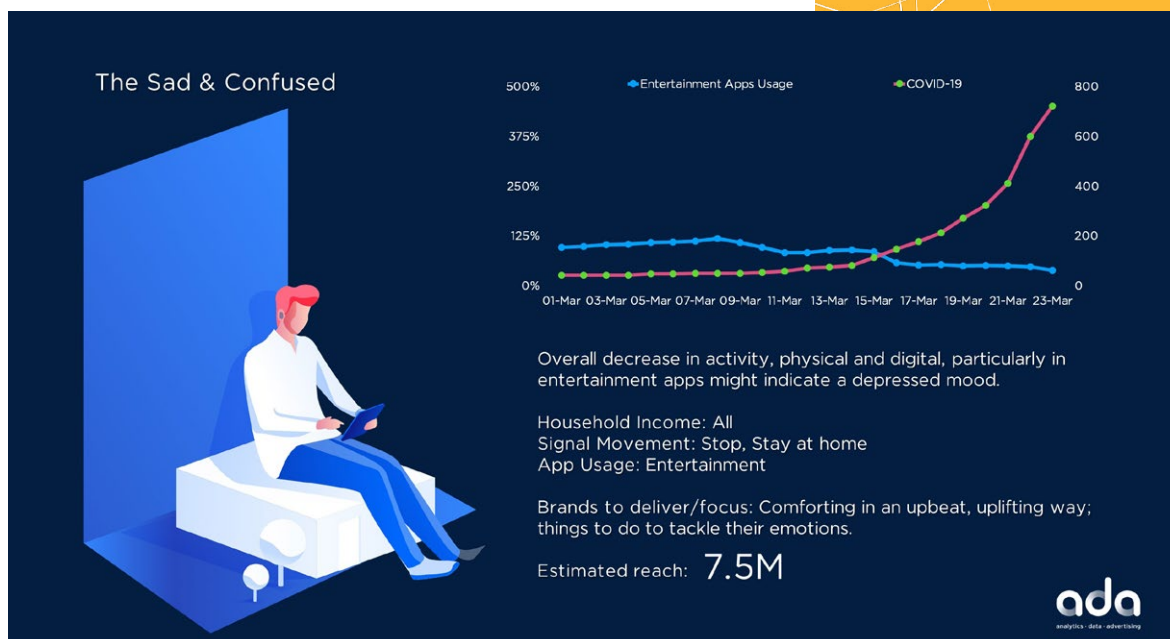 The Sad & Confused
Entertainment Apps Usage
COVID-19
500%
375%
250%
125%
0%
800
600
400
200
0
01-Mar 03-Mar 05-Mar 07-Mar 09-Mar 11-Mar 13-Mar 15-Mar 17-Mar 19-Mar 21-Mar 23-Mar
Overall decrease in activity, physical and digital, particularly in
entertainment apps might indicate a depressed mood.
Household Income: All
Signal Movement: Stop, Stay at home
App Usage: Entertainment
Brands to deliver/focus: Comforting in an upbeat, uplifting way;
things to do to tackle their emotions.
Estimated reach: 7.5M
ada
analytics · data · advertising